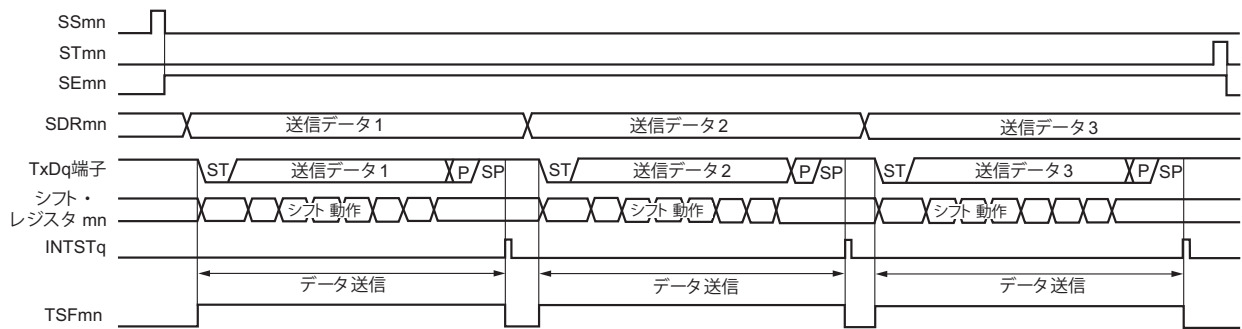 SSmn
STmn
SEmn
SDRmn 送信データ1 送信データ2 送信データ3
TxDq端子 ST 送信データ1 P SP ST 送信データ2 P SP ST 送信データ3 P SP
シフト・
レジスタ mn シフト 動作 シフト 動作 シフト 動作
INTSTq
データ送信 データ送信 データ送信
TSFmn